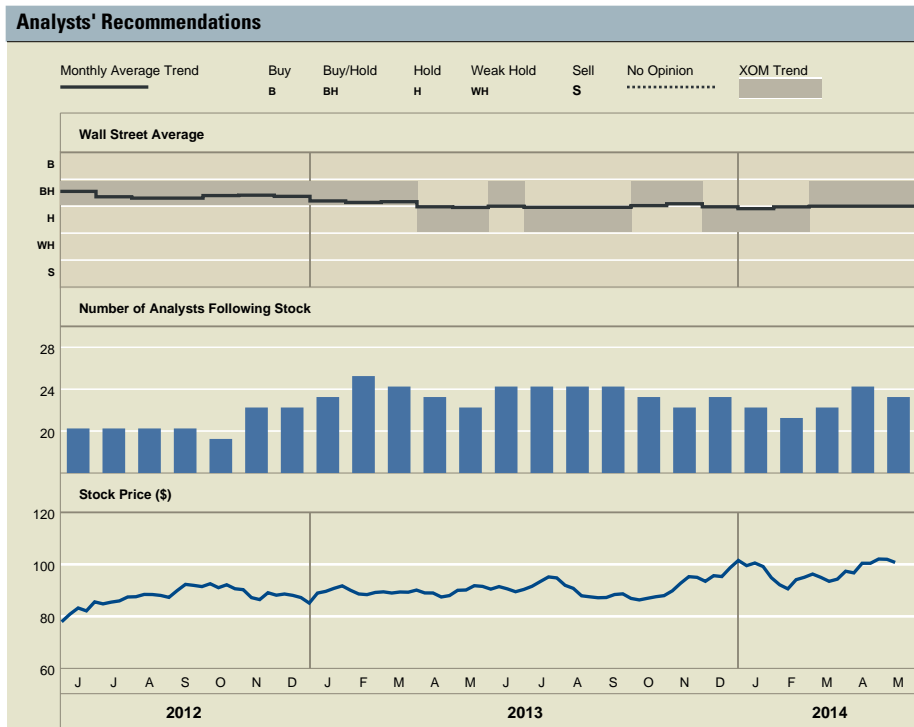 Analysts' Recommendations
Monthly Average Trend Buy Buy/Hold Hold Weak Hold Sell No Opinion XOM Trend
B BH H WH S
Wall Street Average
B
BH
H
WH
S
Number of Analysts Following Stock
28
24
20
Stock Price ($)
120
100
80
60
J J A S O N D J F M A M J J A S O N D J F M A M
2012 2013 2014